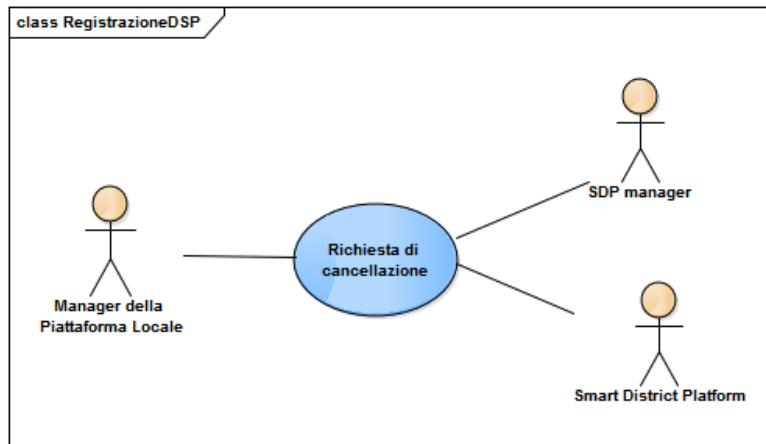 class RegistrazioneDSP
SDP manager
Richiesta di
cancellazione
Manager della
Piattaforma Locale
Smart District Platform